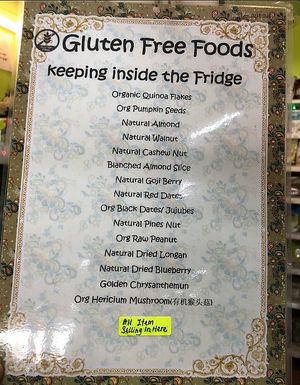 Gluten Free Foods
keeping inside the Fridge
Organic Quinoa Flakes
Org Pumpkin Seeds
Natural Almond
Natural Walnut
Natural Cashew Nut
Blanched Almond Slice
Natural Goji Berry
Natural Red Dates
Org Black Dates/ Jujubes
Natural Pines Nut
Org Raw Peanut
Natural Dried Longan
Natural Dried Blueberry
Golden Chrysanthemun
Org Hericium Mushroom(有机猴头菇)
All Item
Selling In Here